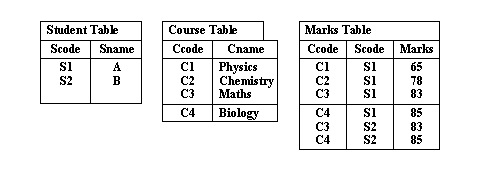 Student Table
Scode Sname
S1 A
S2 B
Course Table
Ccode Cname
C1 Physics
C2 Chemistry
C3 Maths
C4 Biology
Marks Table
Ccode Scode Marks
C1 S1 65
C2 S1 78
C3 S1 83
C4 S1 85
C3 S2 83
C4 S2 85